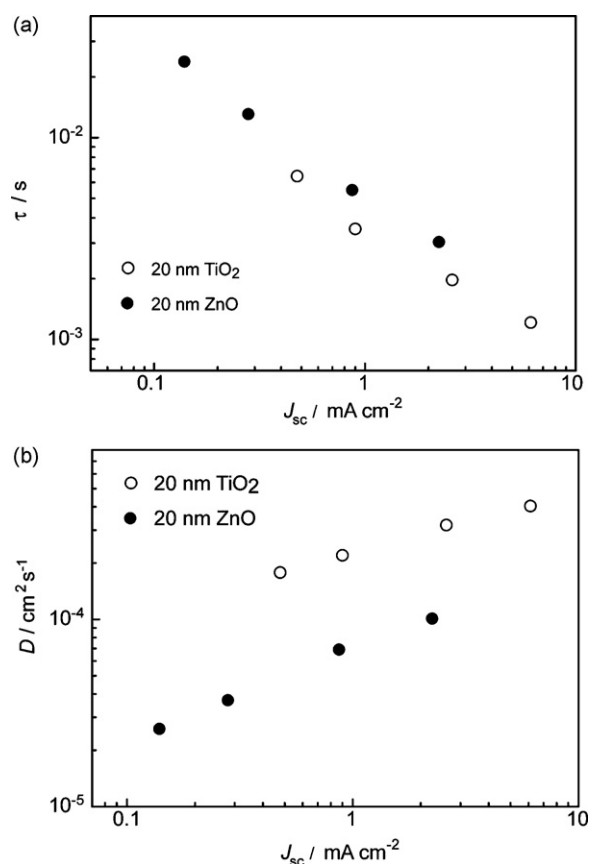 (a)
10⁻²
τ / s
20 nm TiO₂
20 nm ZnO
10⁻³
0.1 1 10
Jsc / mA cm⁻²
(b)
20 nm TiO₂
20 nm ZnO
D / cm² s⁻¹
10⁻⁴
10⁻⁵
0.1 1 10
Jsc / mA cm⁻²